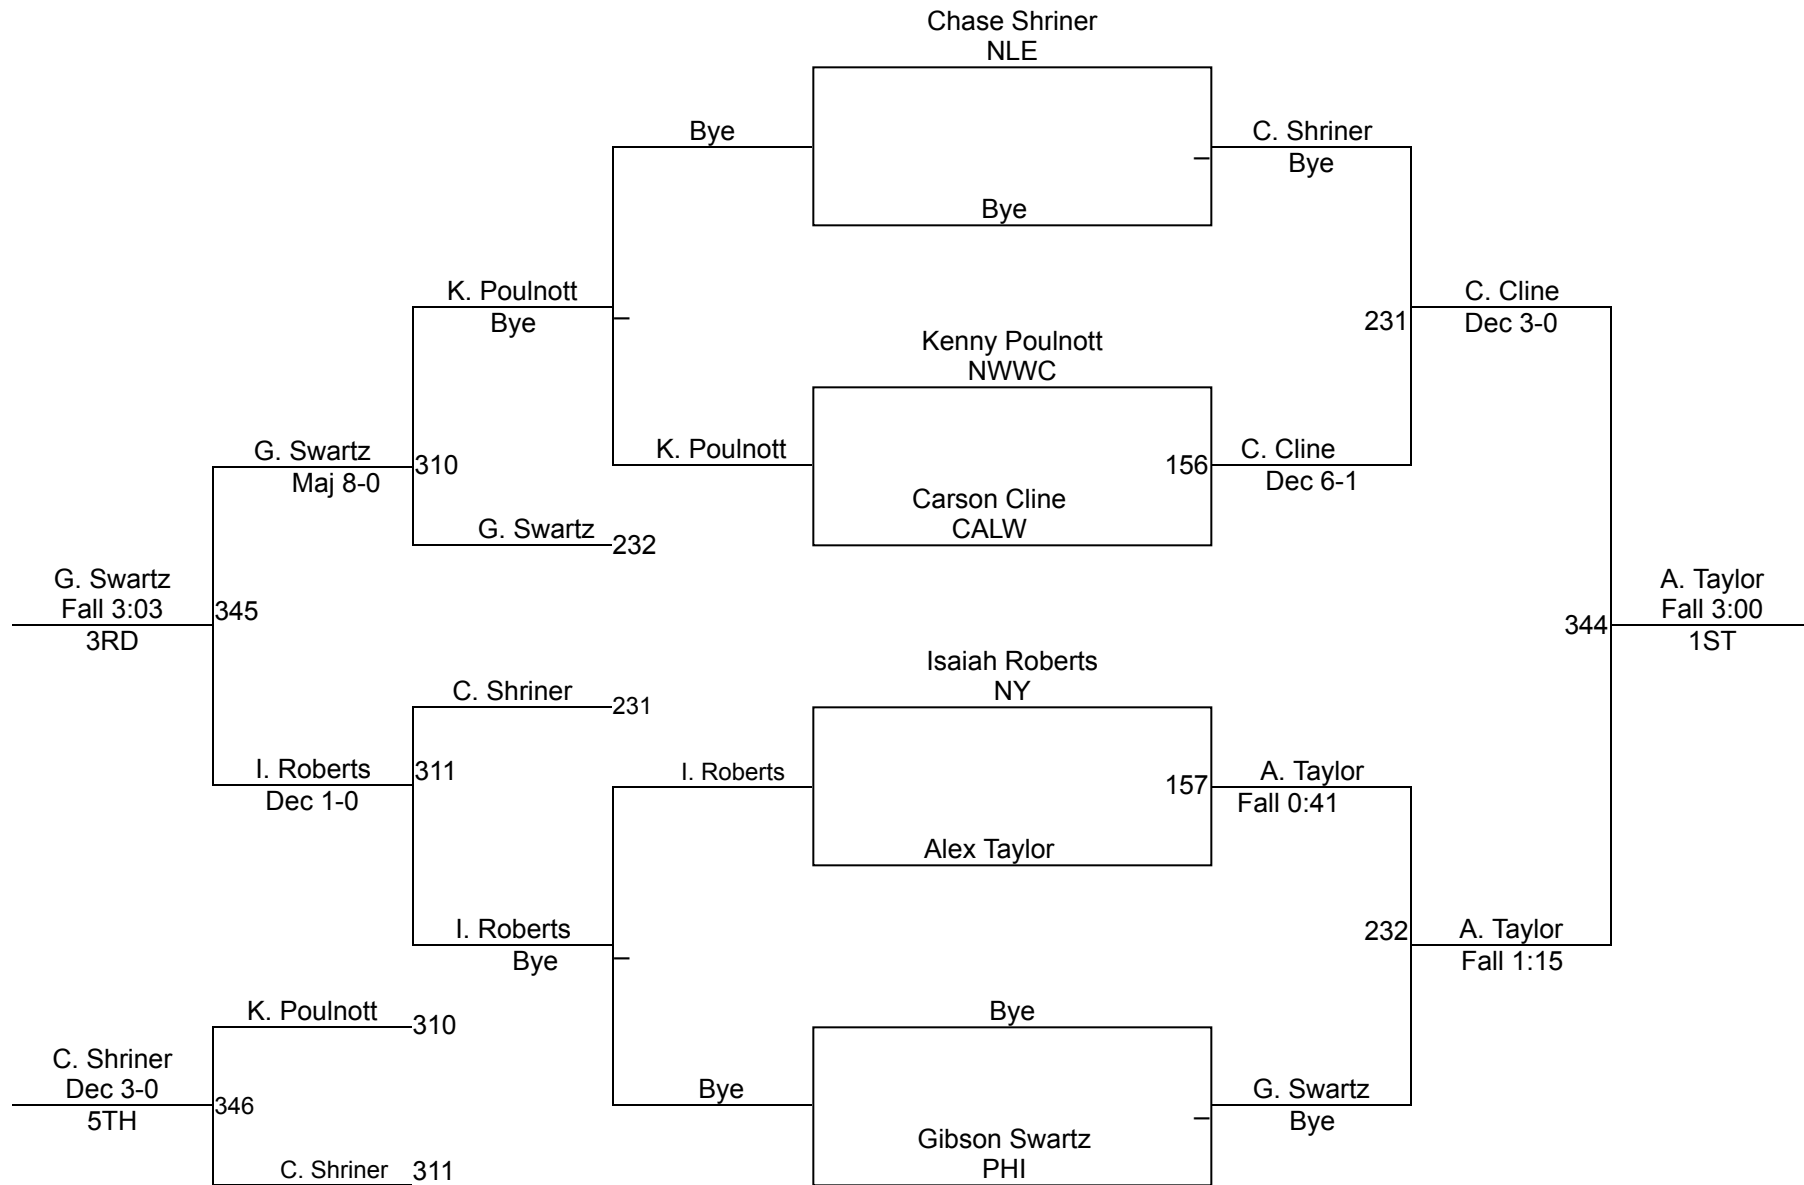 Chase Shriner
NLE
Bye
C. Shriner
Bye
Bye
K. Poulnott
Bye
C. Cline
Dec 3-0
231
Kenny Poulnott
NWWC
G. Swartz
Maj 8-0
310
K. Poulnott
156
C. Cline
Dec 6-1
Carson Cline
CALW
G. Swartz
232
G. Swartz
Fall 3:03
3RD
345
A. Taylor
Fall 3:00
1ST
344
Isaiah Roberts
NY
C. Shriner
231
I. Roberts
Dec 1-0
311
I. Roberts
157
A. Taylor
Fall 0:41
Alex Taylor
I. Roberts
Bye
232
A. Taylor
Fall 1:15
K. Poulnott
310
Bye
C. Shriner
Dec 3-0
5TH
346
Bye
G. Swartz
Bye
Gibson Swartz
PHI
C. Shriner
311